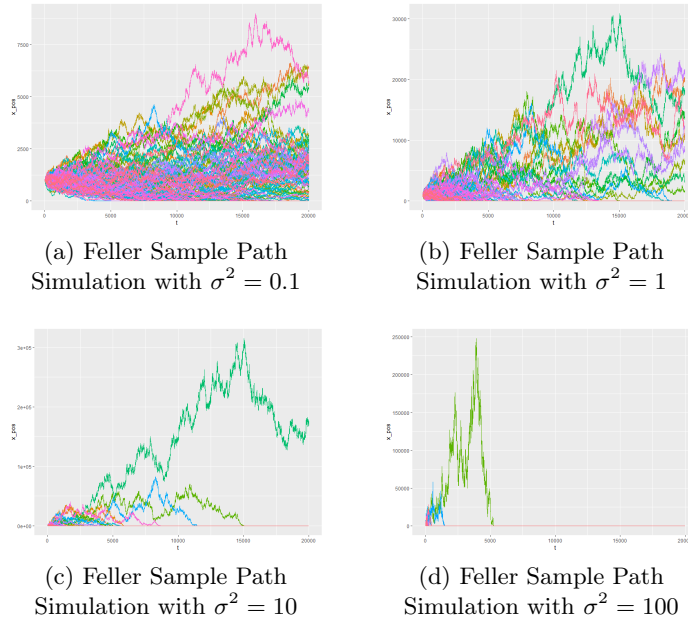 7500
5000
2500
0
x_pos
0
5000
10000
15000
20000
t
30000
20000
10000
0
x_pos
0
5000
10000
15000
20000
t
(a) Feller Sample Path
Simulation with σ² = 0.1
(b) Feller Sample Path
Simulation with σ² = 1
3e+05
2e+05
1e+05
0e+00
x_pos
0
5000
10000
15000
20000
t
250000
200000
150000
100000
50000
0
x_pos
0
5000
10000
15000
20000
t
(c) Feller Sample Path
Simulation with σ² = 10
(d) Feller Sample Path
Simulation with σ² = 100